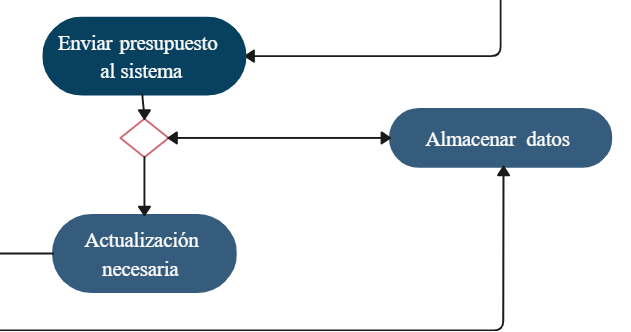 Enviar presupuesto
al sistema
Almacenar datos
Actualización
necesaria